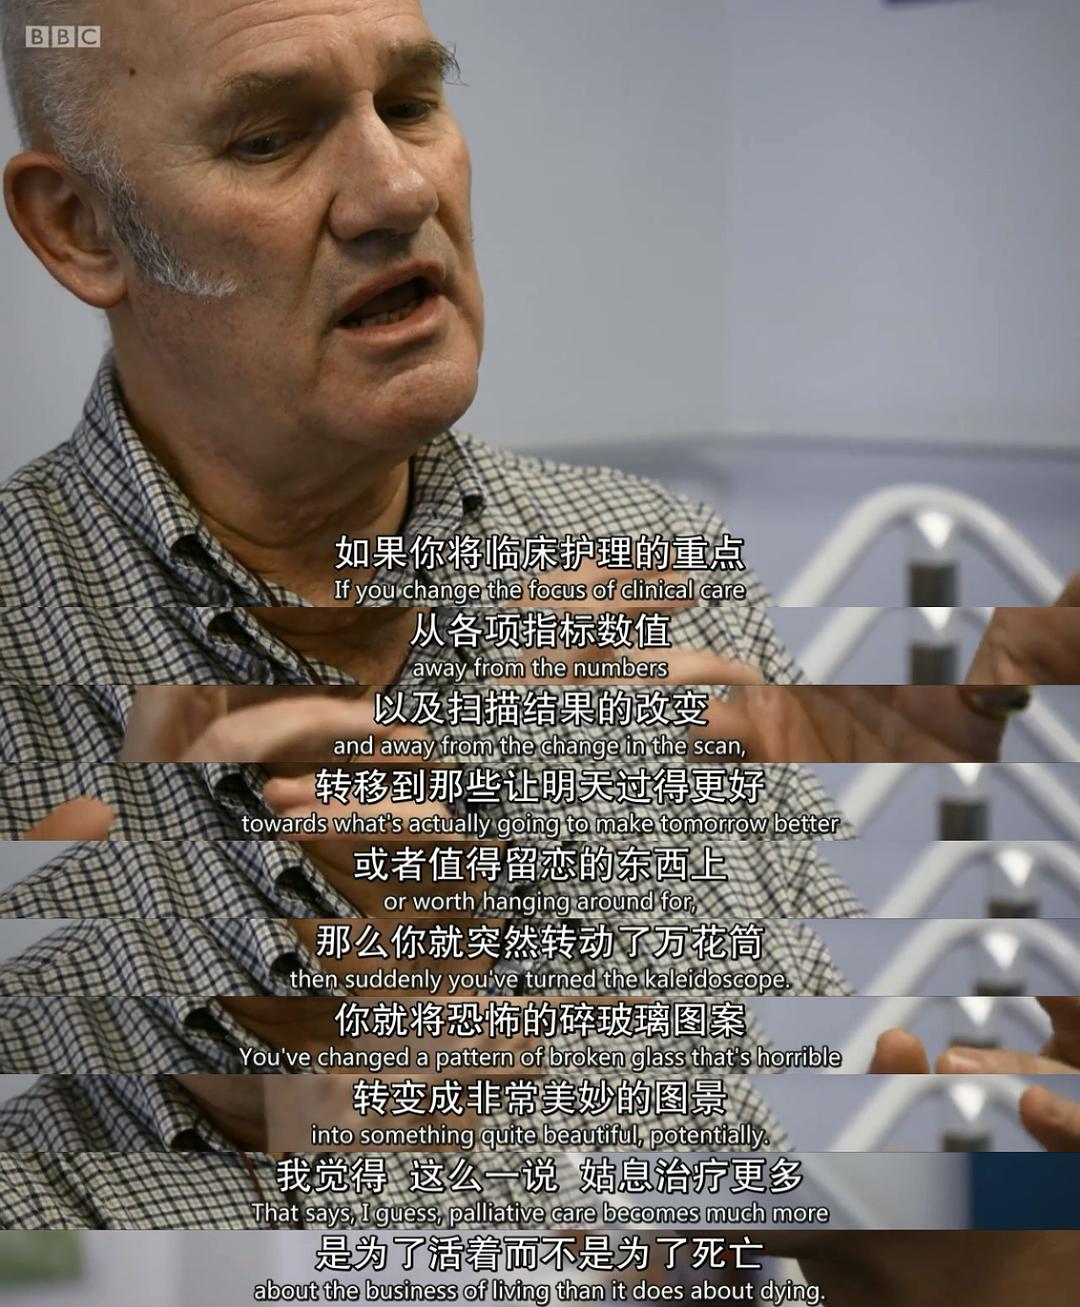 BBC
如果你将临床护理的重点
If you change the focus of clinical care
从各项指标数值
away from the numbers
以及扫描结果的改变
and away from the change in the scan,
转移到那些让明天过得更好
towards what's actually going to make tomorrow better
或者值得留恋的东西上
or worth hanging around for,
那么你就突然转动了万花筒
then suddenly you've turned the kaleidoscope.
你就将恐怖的碎玻璃图案
You've changed a pattern of broken glass that's horrible
转变成非常美妙的图景
into something quite beautiful, potentially.
我觉得 这么一说 姑息治疗更多
That says, I guess, palliative care becomes much more
是为了活着而不是为了死亡
about the business of living than it does about dying.